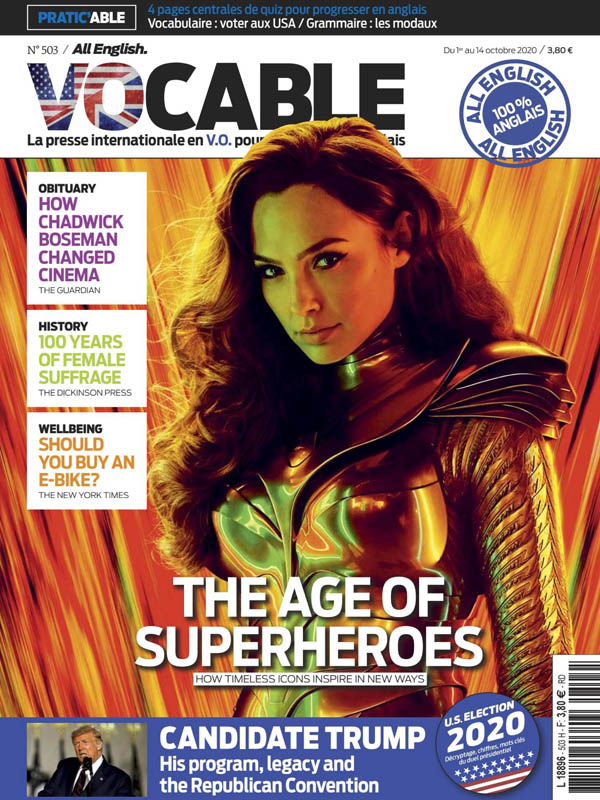 PRATIC'ABLE
4 pages centrales de quiz pour progresser en anglais
Vocabulaire : voter aux USA / Grammaire : les modaux
N° 503 / All English.
Du 1er au 14 octobre 2020 / 3,80 €
VOCABLE
La presse internationale en V.O. pour
ais
ALL ENGLISH
100%
ANGLAIS
ALL ENGLISH
OBITUARY
HOW
CHADWICK
BOSEMAN
CHANGED
CINEMA
THE GUARDIAN
HISTORY
100 YEARS
OF FEMALE
SUFFRAGE
THE DICKINSON PRESS
WELLBEING
SHOULD
YOU BUY AN
E-BIKE?
THE NEW YORK TIMES
THE AGE OF
SUPERHEROES
HOW TIMELESS ICONS INSPIRE IN NEW WAYS
CANDIDATE TRUMP
His program, legacy and
the Republican Convention
U.S. ELECTION
2020
Décryptage, chiffres, mots clés
du duel présidentiel
L 18896 - 503 H - F: 3,80 € - RD